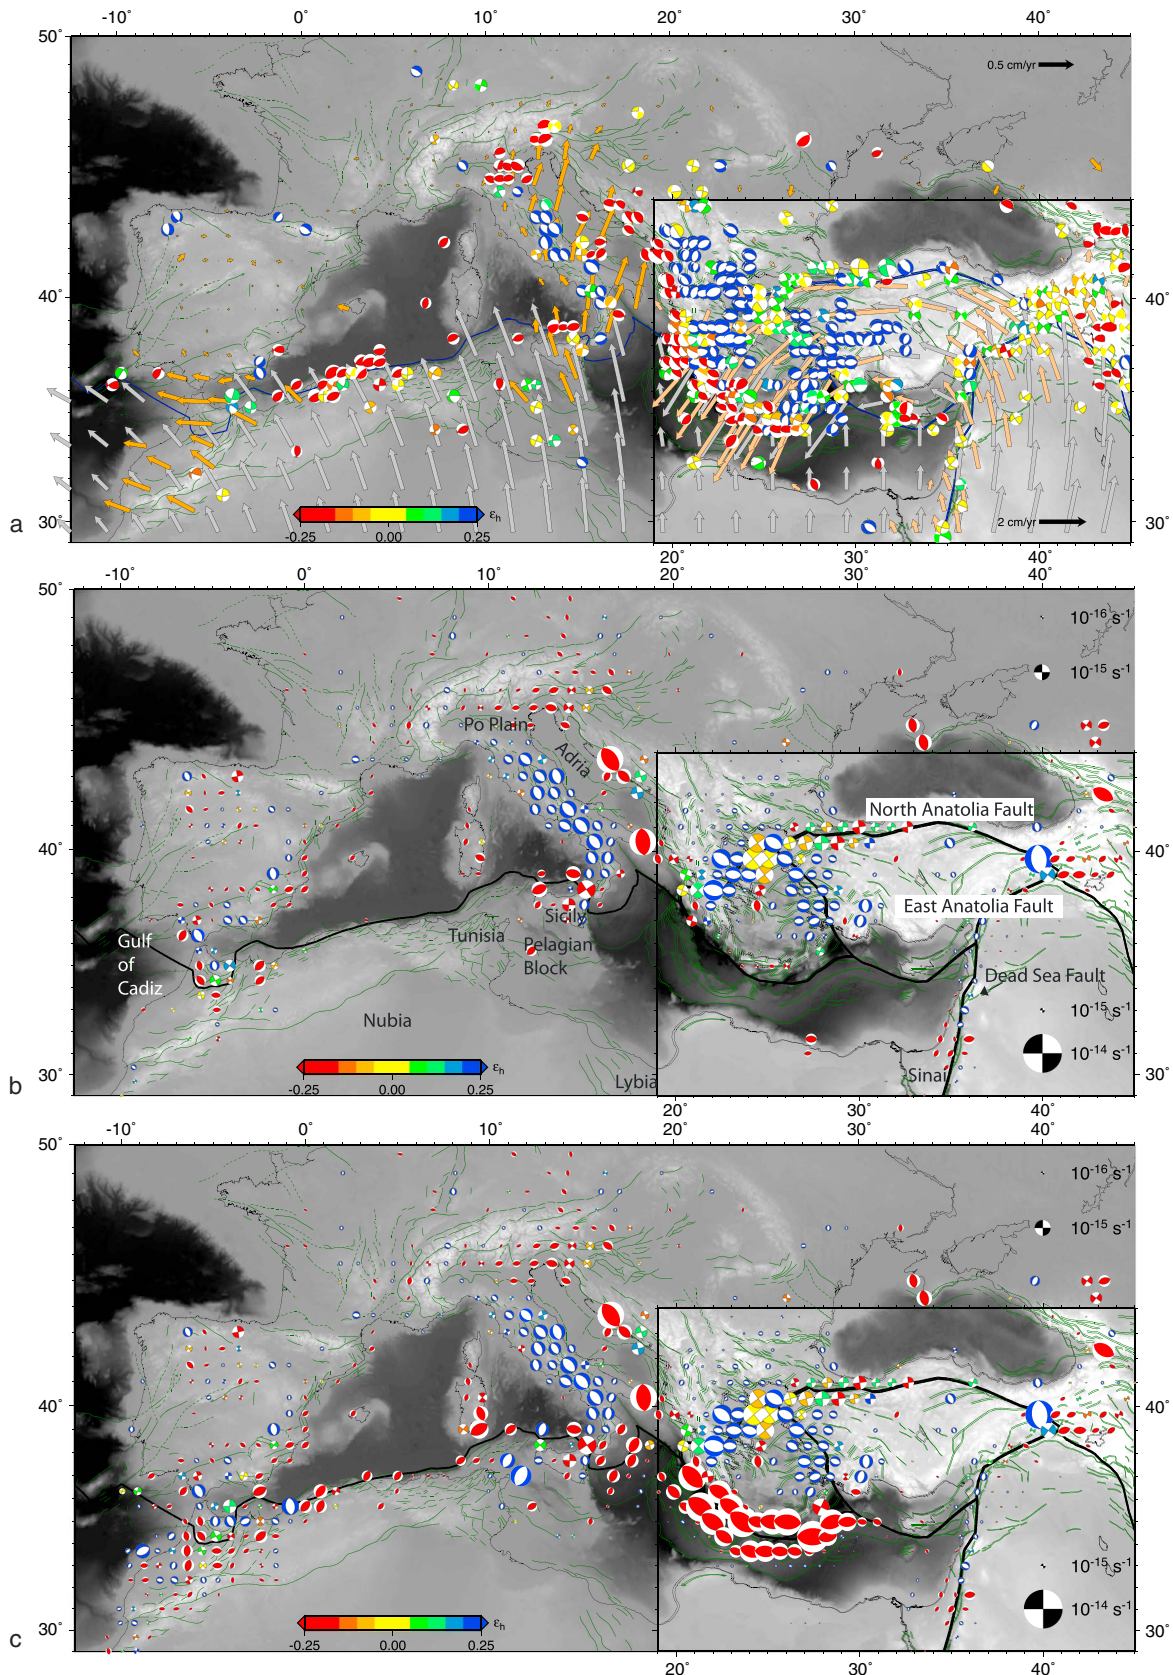 -10° 0° 10° 20° 30° 40°
50°
0.5 cm/yr
40° 40°
εh
-0.25 0.00 0.25
2 cm/yr
30° 30°
a
20° 30° 40°
-10° 0° 10° 20° 30° 40°
50°
10-16 s-1
10-15 s-1
Po Plain
Adria
North Anatolia Fault
40° 40°
East Anatolia Fault
Sicily
Gulf
of
Cadiz
Tunisia
Pelagian
Block
Dead Sea Fault
10-15 s-1
Nubia
10-14 s-1
εh
-0.25 0.00 0.25
Sinai
Lybia
30° 30°
b
20° 30° 40°
-10° 0° 10° 20° 30° 40°
50°
10-16 s-1
10-15 s-1
40° 40°
10-15 s-1
10-14 s-1
εh
-0.25 0.00 0.25
30° 30°
c
20° 30° 40°